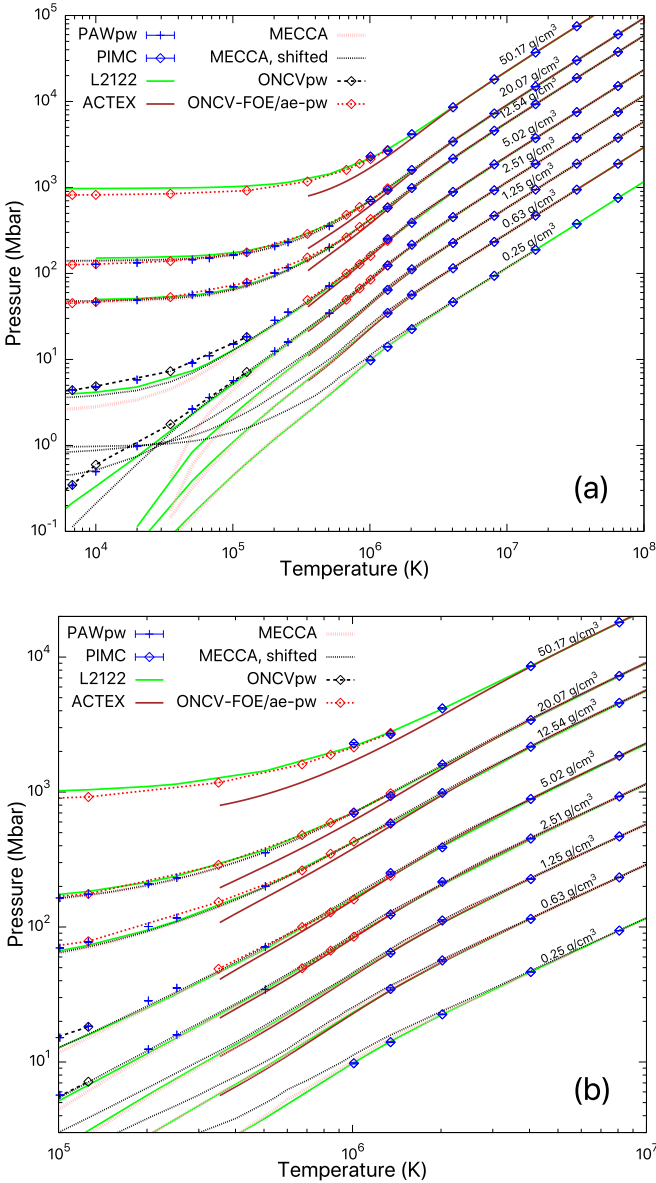 PAWpw
PIMC
L2122
ACTEX
MECCA
MECCA, shifted
ONCVpw
ONCV-FOE/ae-pw
50.17 g/cm³
20.07 g/cm³
12.54 g/cm³
5.02 g/cm³
2.51 g/cm³
1.25 g/cm³
0.63 g/cm³
0.25 g/cm³
10⁵
10⁴
10³
10²
10¹
10⁰
10⁻¹
Pressure (Mbar)
(a)
10⁴ 10⁵ 10⁶ 10⁷ 10⁸
Temperature (K)
PAWpw
PIMC
L2122
ACTEX
MECCA
MECCA, shifted
ONCVpw
ONCV-FOE/ae-pw
50.17 g/cm³
20.07 g/cm³
12.54 g/cm³
5.02 g/cm³
2.51 g/cm³
1.25 g/cm³
0.63 g/cm³
0.25 g/cm³
10⁴
10³
10²
10¹
Pressure (Mbar)
(b)
10⁵ 10⁶ 10⁷
Temperature (K)